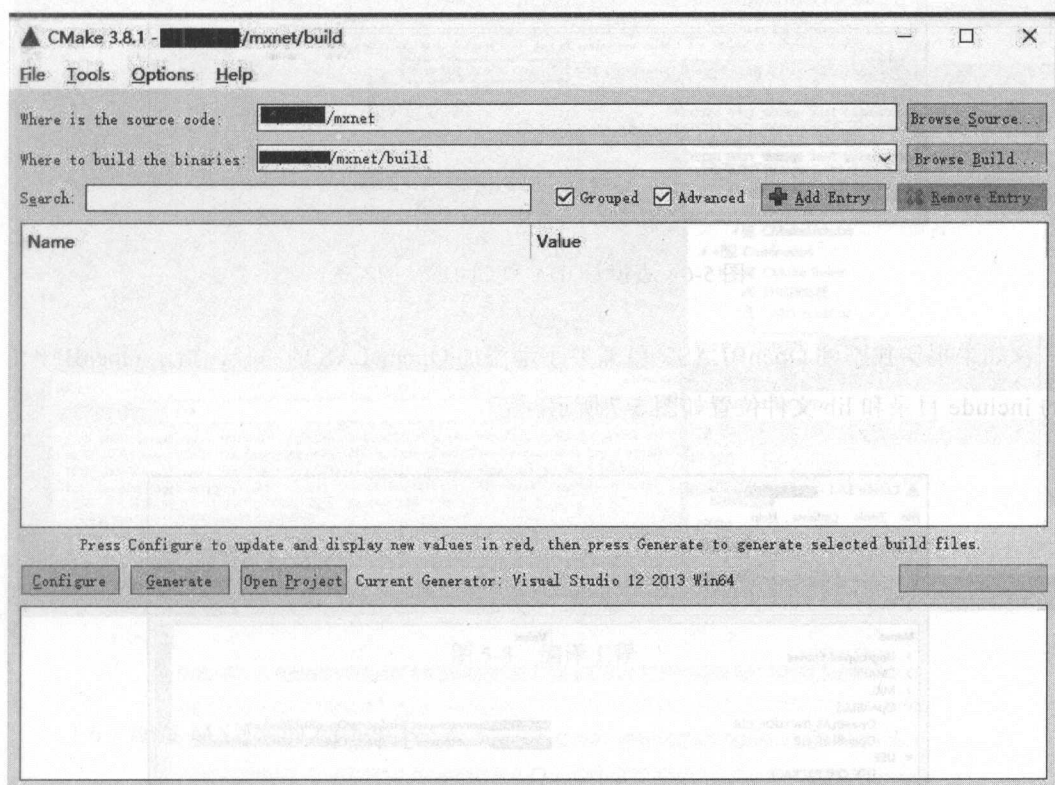 CMake 3.8.1 - t/mxnet/build
File Tools Options Help
Where is the source code: /mxnet Browse Source...
Where to build the binaries: /mxnet/build Browse Build...
Search: Grouped Advanced Add Entry Remove Entry
Name Value
Press Configure to update and display new values in red, then press Generate to generate selected build files.
Configure Generate Open Project Current Generator: Visual Studio 12 2013 Win64